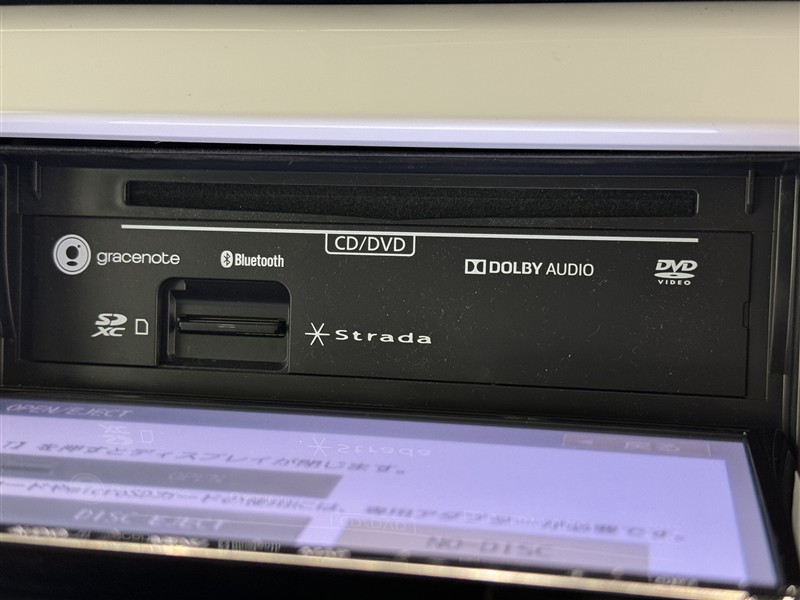 CD/DVD
gracenote
Bluetooth
DOLBY AUDIO
DVD
VIDEO
SD
XC
Strada
OPEN/EJECT
を押すとディスプレイが閉じます。
OPEN
DISC EJECT
NO DISC